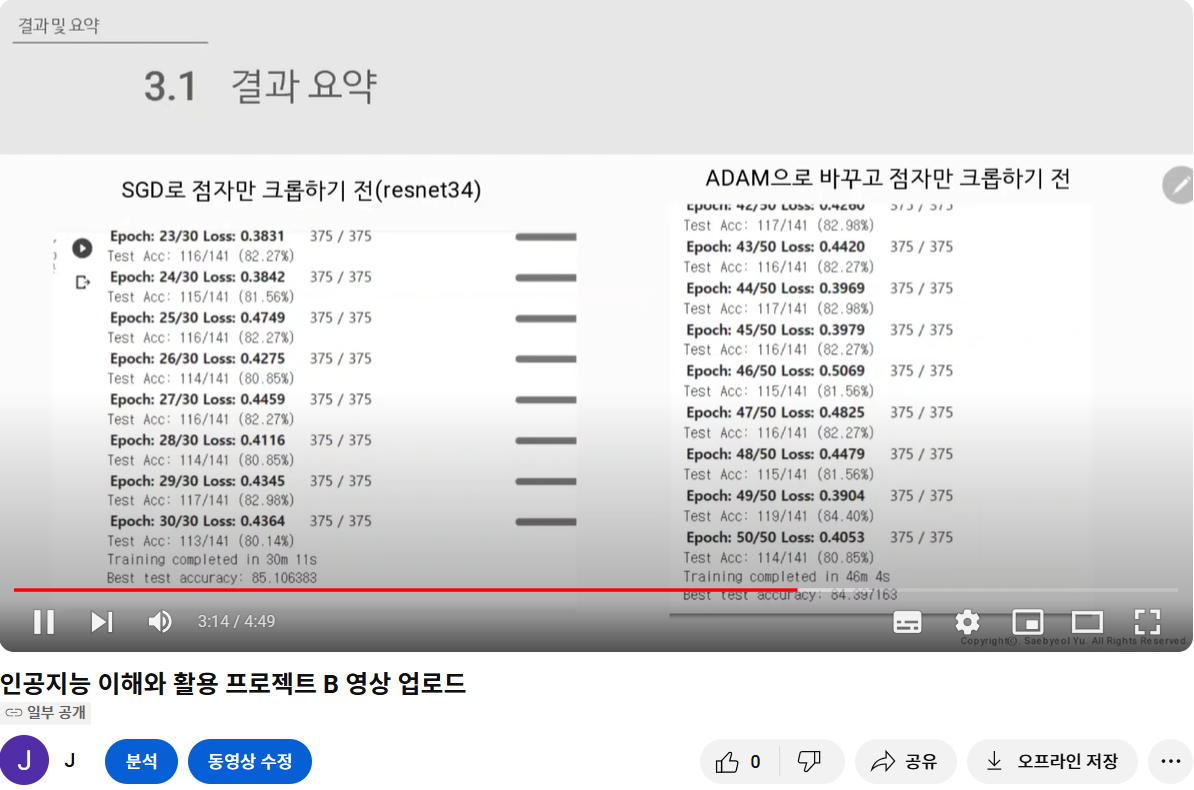 결과 및 요약
3.1 결과 요약
SGD로 점자만 크롭하기 전(resnet34)
Epoch: 23/30 Loss: 0.3831 375 / 375
Test Acc: 116/141 (82.27%)
Epoch: 24/30 Loss: 0.3842 375 / 375
Test Acc: 115/141 (81.56%)
Epoch: 25/30 Loss: 0.4749 375 / 375
Test Acc: 116/141 (82.27%)
Epoch: 26/30 Loss: 0.4275 375 / 375
Test Acc: 114/141 (80.85%)
Epoch: 27/30 Loss: 0.4459 375 / 375
Test Acc: 116/141 (82.27%)
Epoch: 28/30 Loss: 0.4116 375 / 375
Test Acc: 114/141 (80.85%)
Epoch: 29/30 Loss: 0.4345 375 / 375
Test Acc: 117/141 (82.98%)
Epoch: 30/30 Loss: 0.4364 375 / 375
Test Acc: 113/141 (80.14%)
Training completed in 30m 11s
Best test accuracy: 85.106383
ADAM으로 바꾸고 점자만 크롭하기 전
Epoch: 42/50 Loss: 0.4260 375 / 375
Test Acc: 117/141 (82.98%)
Epoch: 43/50 Loss: 0.4420 375 / 375
Test Acc: 116/141 (82.27%)
Epoch: 44/50 Loss: 0.3969 375 / 375
Test Acc: 117/141 (82.98%)
Epoch: 45/50 Loss: 0.3979 375 / 375
Test Acc: 116/141 (82.27%)
Epoch: 46/50 Loss: 0.5069 375 / 375
Test Acc: 115/141 (81.56%)
Epoch: 47/50 Loss: 0.4825 375 / 375
Test Acc: 116/141 (82.27%)
Epoch: 48/50 Loss: 0.4479 375 / 375
Test Acc: 115/141 (81.56%)
Epoch: 49/50 Loss: 0.3904 375 / 375
Test Acc: 119/141 (84.40%)
Epoch: 50/50 Loss: 0.4053 375 / 375
Test Acc: 114/141 (80.85%)
Training completed in 46m 4s
Best test accuracy: 84.397163
3:14 / 4:49
Copyrightⓒ. Saebyeol Yu. All Rights Reserved.
인공지능 이해와 활용 프로젝트 B 영상 업로드
일부 공개
J J 분석 동영상 수정 0 공유 오프라인 저장